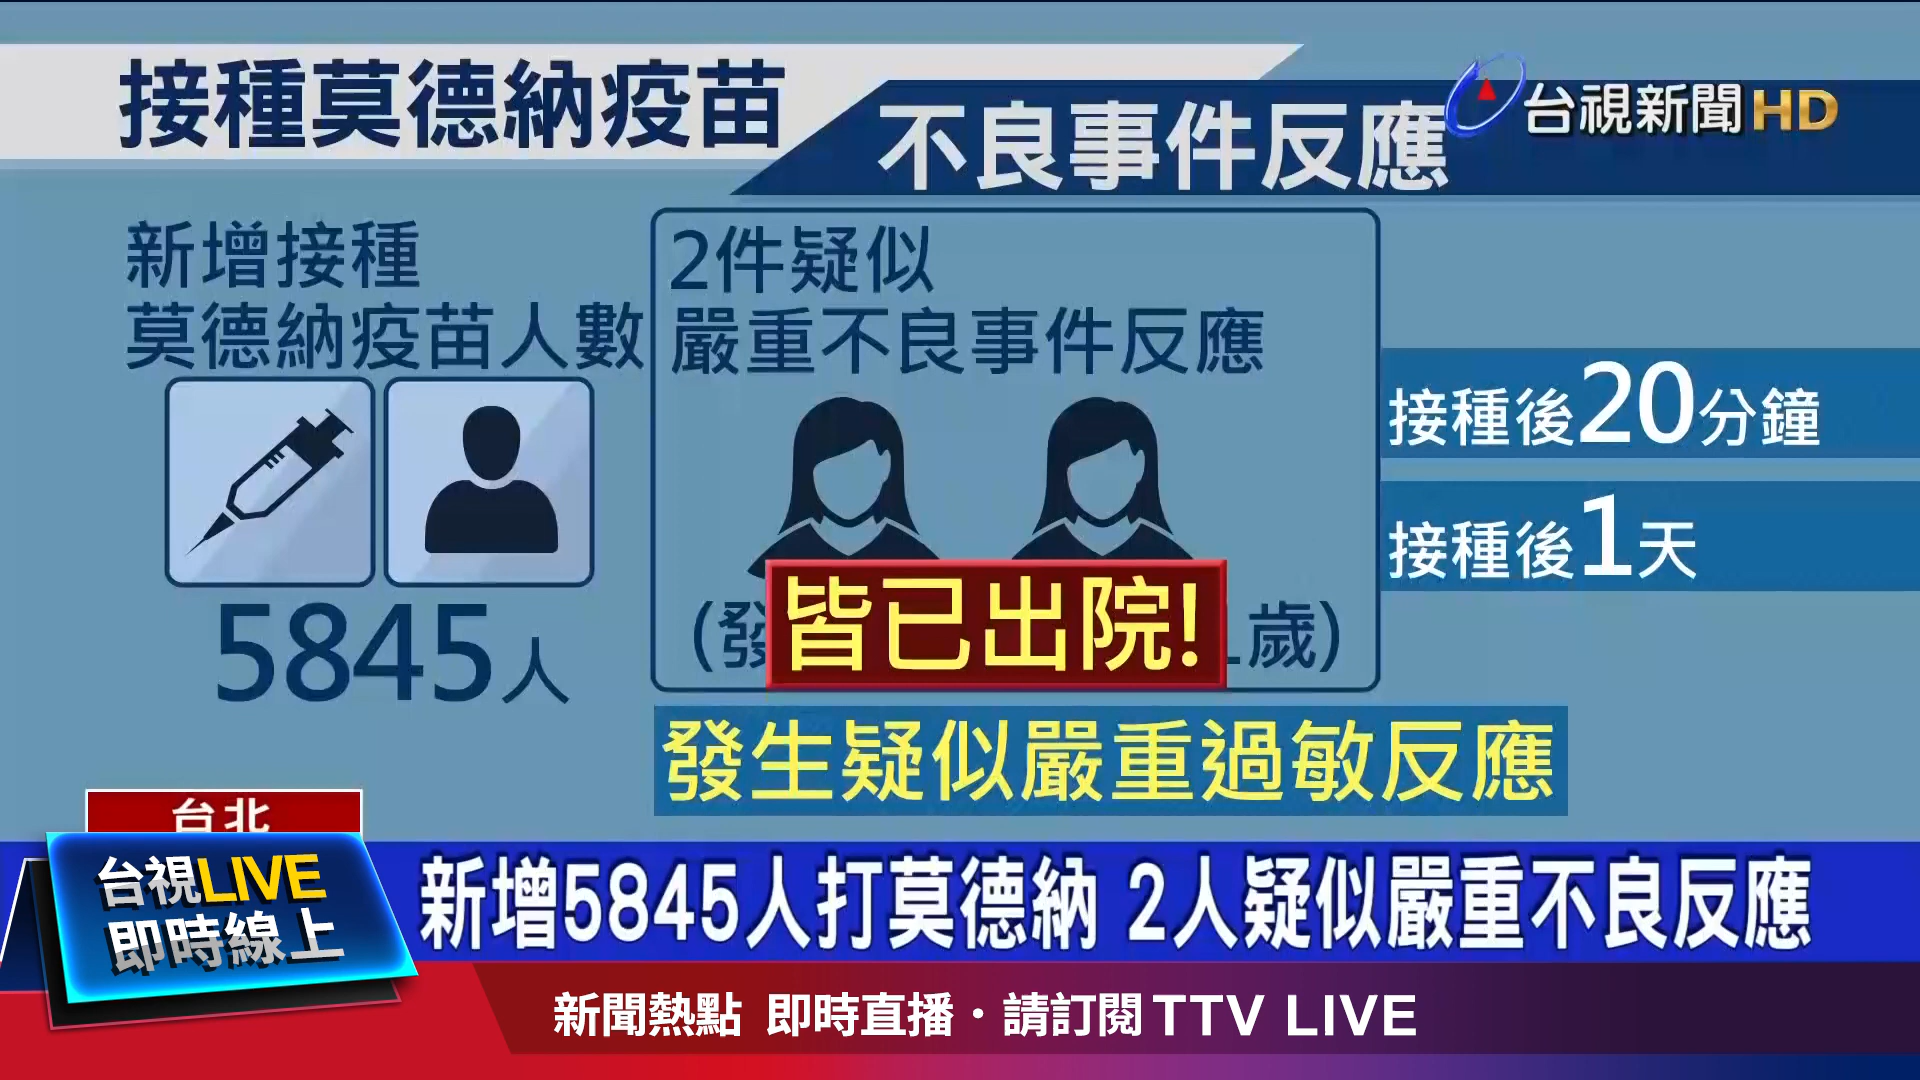 接種莫德納疫苗
不良事件反應
台視新聞HD
新增接種
莫德納疫苗人數
5845人
2件疑似
嚴重不良事件反應
(發
歲)
皆已出院!
接種後20分鐘
接種後1天
發生疑似嚴重過敏反應
台北
台視LIVE
即時線上
新增5845人打莫德納 2人疑似嚴重不良反應
新聞熱點 即時直播·請訂閱TTV LIVE